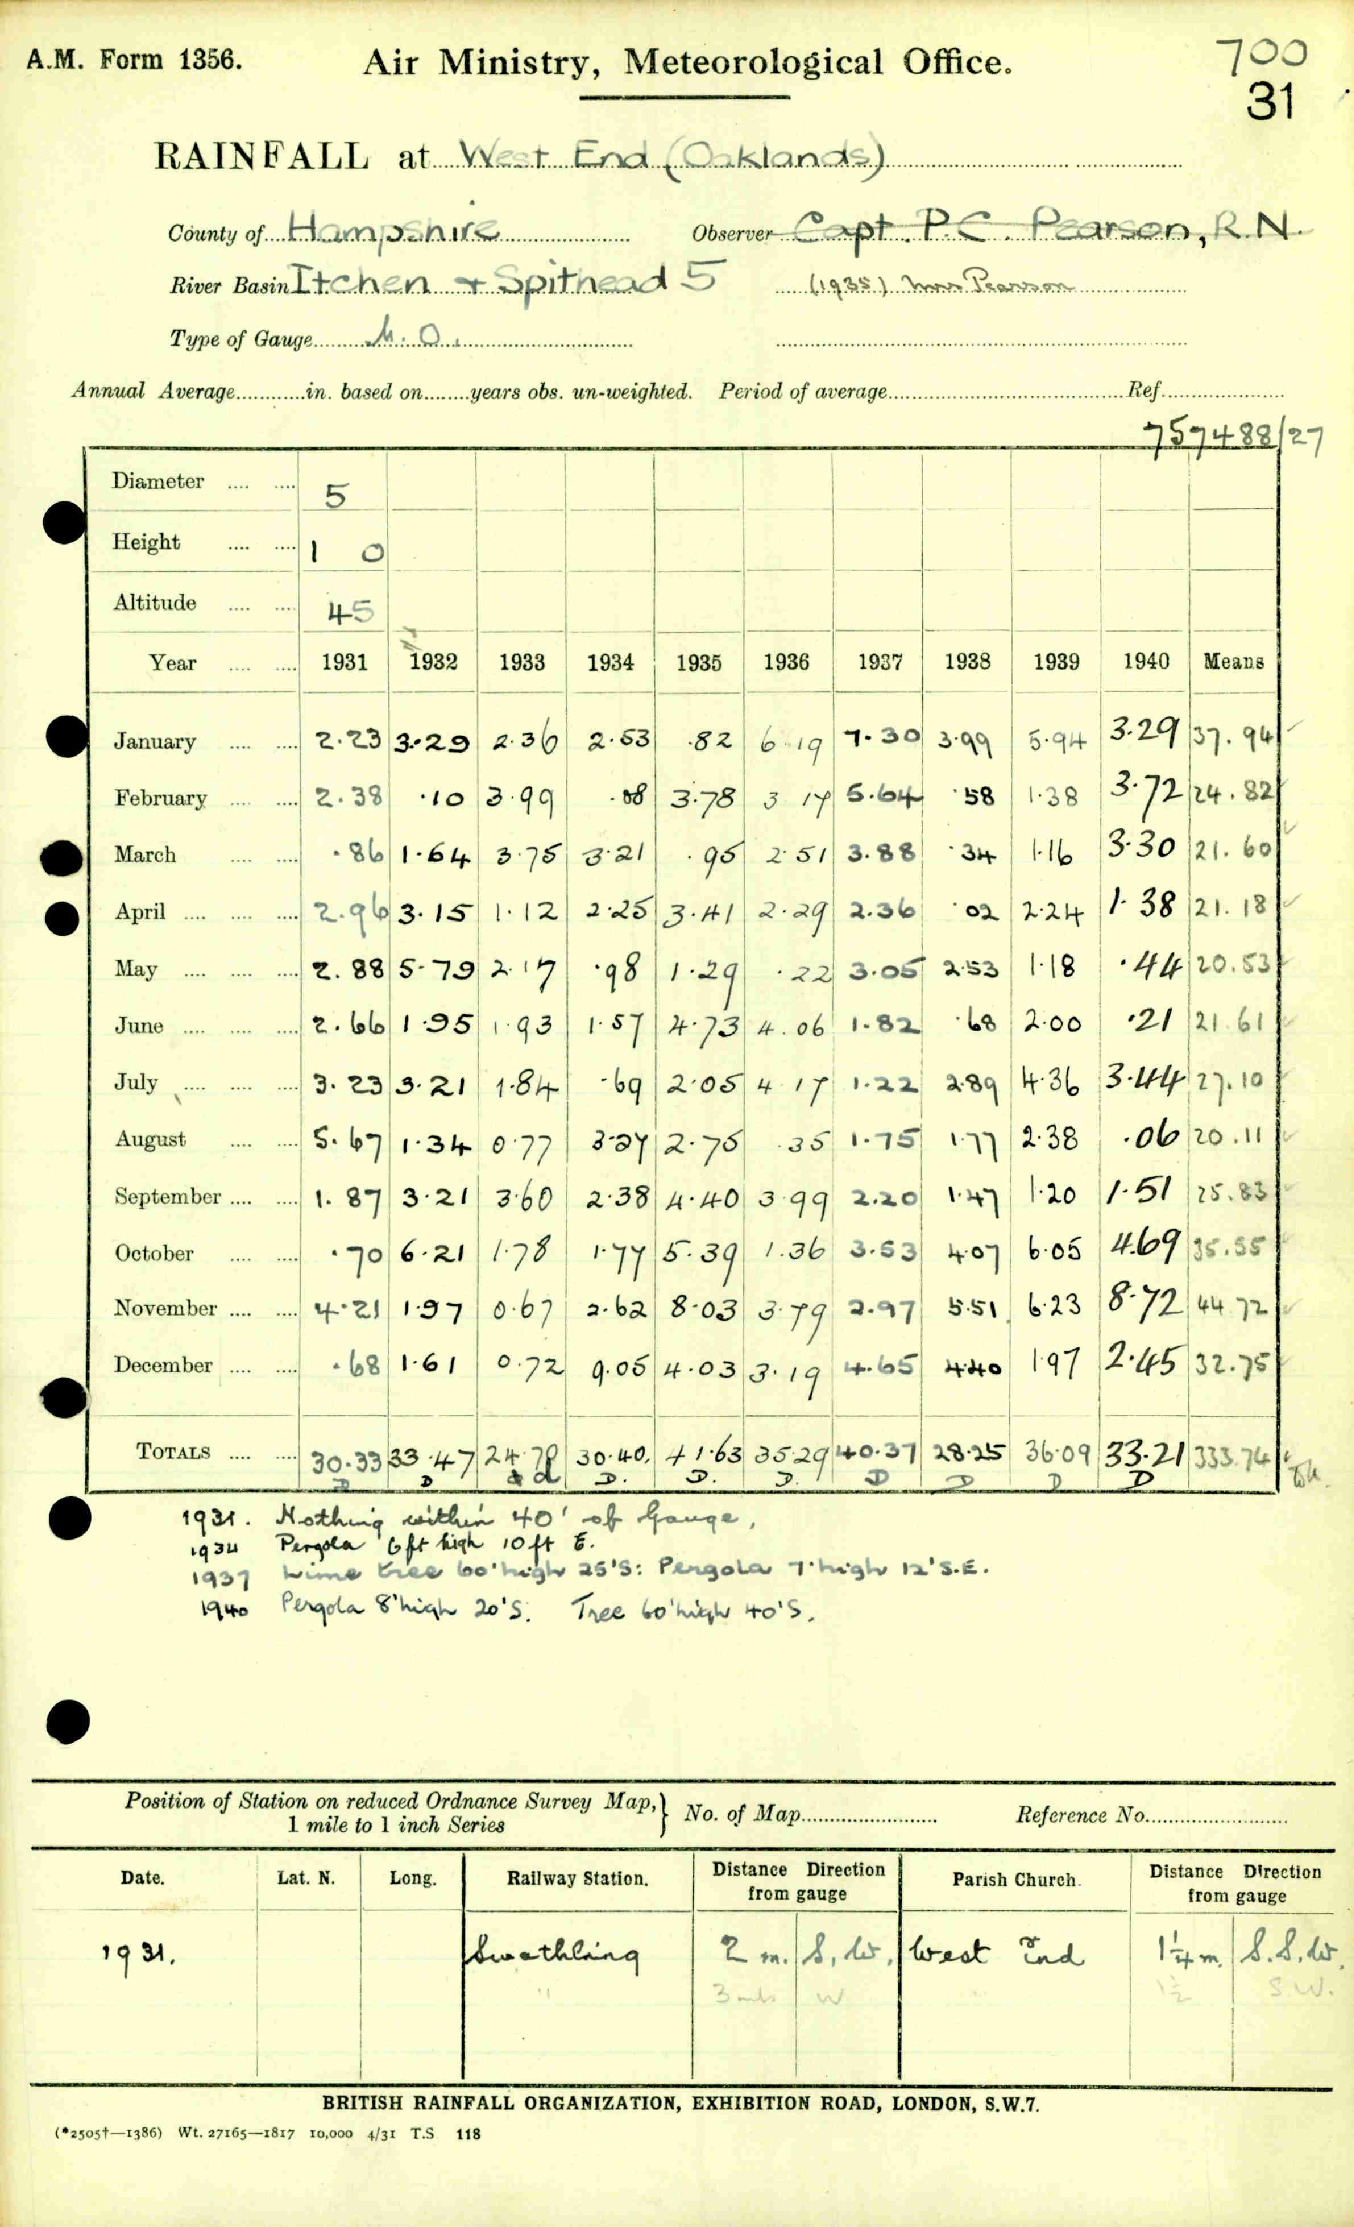 A.M. Form 1356.
Air Ministry, Meteorological Office.
700
31
RAINFALL at West End (Oaklands)
County of Hampshire Observer Capt. P.C. Pearson, R.N.
River Basin Itchen + Spithead 5 (1935) Mrs Pearson
Type of Gauge M.O.
Annual Average............in. based on........years obs. un-weighted. Period of average.......... Ref..........
757488/27
Diameter 5
Height 1 0
Altitude 45
Year 1931 1932 1933 1934 1935 1936 1937 1938 1939 1940 Means
January 2.23 3.29 2.36 2.53 .82 6.19 7.30 3.99 5.94 3.29 37.94
February 2.38 .10 3.99 .08 3.78 3.17 5.64 .58 1.38 3.72 24.82
March .86 1.64 3.75 3.21 .95 2.51 3.88 .34 1.16 3.30 21.60
April 2.96 3.15 1.12 2.25 3.41 2.29 2.36 .02 2.24 1.38 21.18
May 2.88 5.79 2.17 .98 1.29 .22 3.05 2.53 1.18 .44 20.53
June 2.66 1.95 1.93 1.57 4.73 4.06 1.82 .68 2.00 .21 21.61
July 3.23 3.21 1.84 .69 2.05 4.17 1.22 2.89 4.36 3.44 27.10
August 5.67 1.34 0.77 3.27 2.75 .35 1.75 1.77 2.38 .06 20.11
September 1.87 3.21 3.60 2.38 4.40 3.99 2.20 1.47 1.20 1.51 25.83
October .70 6.21 1.78 1.77 5.39 1.36 3.53 4.07 6.05 4.69 35.55
November 4.21 1.97 0.67 2.62 8.03 3.79 2.97 5.51 6.23 8.72 44.72
December .68 1.61 0.72 9.05 4.03 3.19 4.65 4.40 1.97 2.45 32.75
TOTALS 30.33 33.47 24.70 30.40 41.63 35.29 40.37 28.25 36.09 33.21 333.74
D D d D. D. D. D D D D
1931. Nothing within 40' of Gauge.
1934 Pergola 6ft high 10ft E.
1937 Lime tree 60' high 25'S: Pergola 7' high 12'S.E.
1940 Pergola 8' high 20'S. Tree 60' high 40'S.
Position of Station on reduced Ordnance Survey Map,
1 mile to 1 inch Series
No. of Map.......... Reference No..........
Date. Lat. N. Long. Railway Station. Distance Direction from gauge Parish Church. Distance Direction from gauge
1931. Swathling 2 m. S.W. West End 1¼ m. S.S.W.
" 3 mls W 1½ S.W.
BRITISH RAINFALL ORGANIZATION, EXHIBITION ROAD, LONDON, S.W.7.
(*2505†—1386) Wt. 27165—1817 10,000 4/31 T.S 118